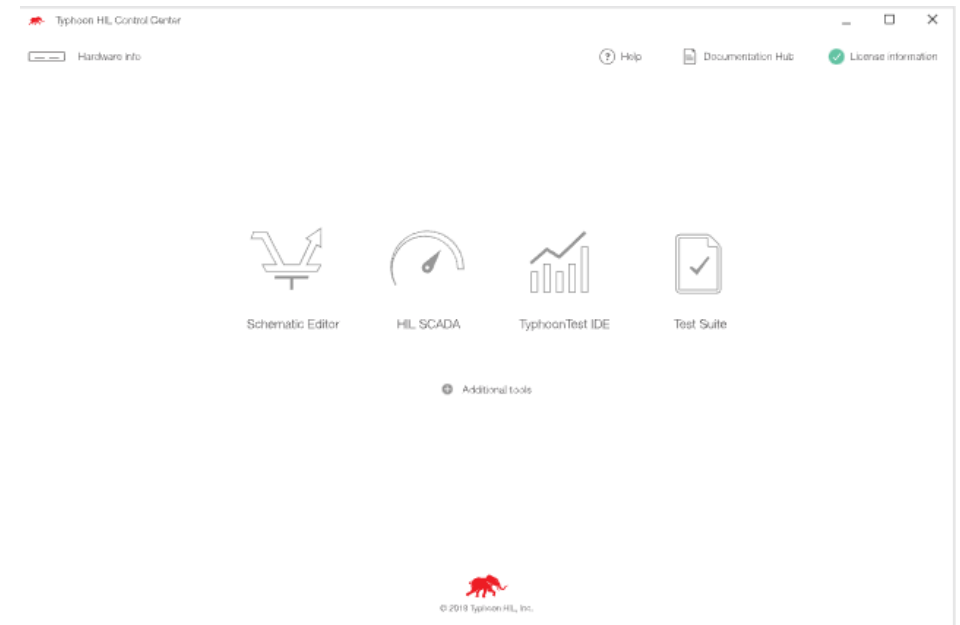 Typhoon HIL Control Center
Hardware info
Help
Documentation Hub
License information
Schematic Editor
HIL SCADA
TyphoonTest IDE
Test Suite
Additional tools
© 2019 Typhoon HIL, Inc.